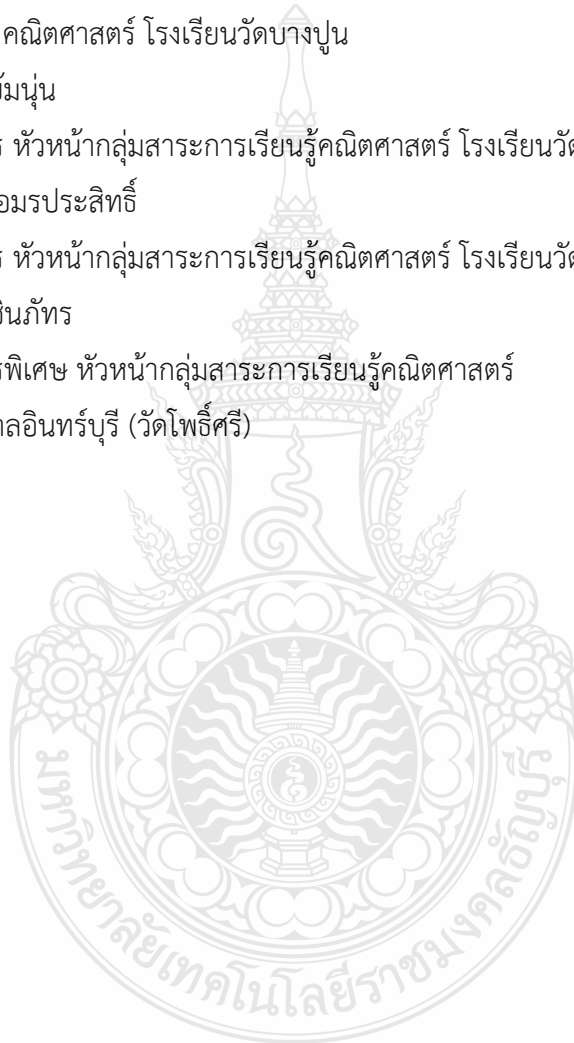 คณิตศาสตร์ โรงเรียนวัดบางปูน
หัวหน้ากลุ่มสาระการเรียนรู้คณิตศาสตร์ โรงเรียนวัด
อมรประสิทธิ์
หัวหน้ากลุ่มสาระการเรียนรู้คณิตศาสตร์ โรงเรียนวัด
ชินภัทร
รพิเศษ หัวหน้ากลุ่มสาระการเรียนรู้คณิตศาสตร์
าลอินทร์บุรี (วัดโพธิ์ศรี)
มหาวิทยาลัยเทคโนโลยีราชมงคลธัญบุรี